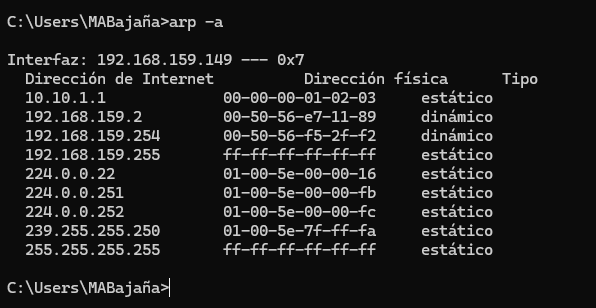 C:\Users\MABajaña>arp -a
Interfaz: 192.168.159.149 --- 0x7
Dirección de Internet Dirección física Tipo
10.10.1.1 00-00-00-01-02-03 estático
192.168.159.2 00-50-56-e7-11-89 dinámico
192.168.159.254 00-50-56-f5-2f-f2 dinámico
192.168.159.255 ff-ff-ff-ff-ff-ff estático
224.0.0.22 01-00-5e-00-00-16 estático
224.0.0.251 01-00-5e-00-00-fb estático
224.0.0.252 01-00-5e-00-00-fc estático
239.255.255.250 01-00-5e-7f-ff-fa estático
255.255.255.255 ff-ff-ff-ff-ff-ff estático
C:\Users\MABajaña>